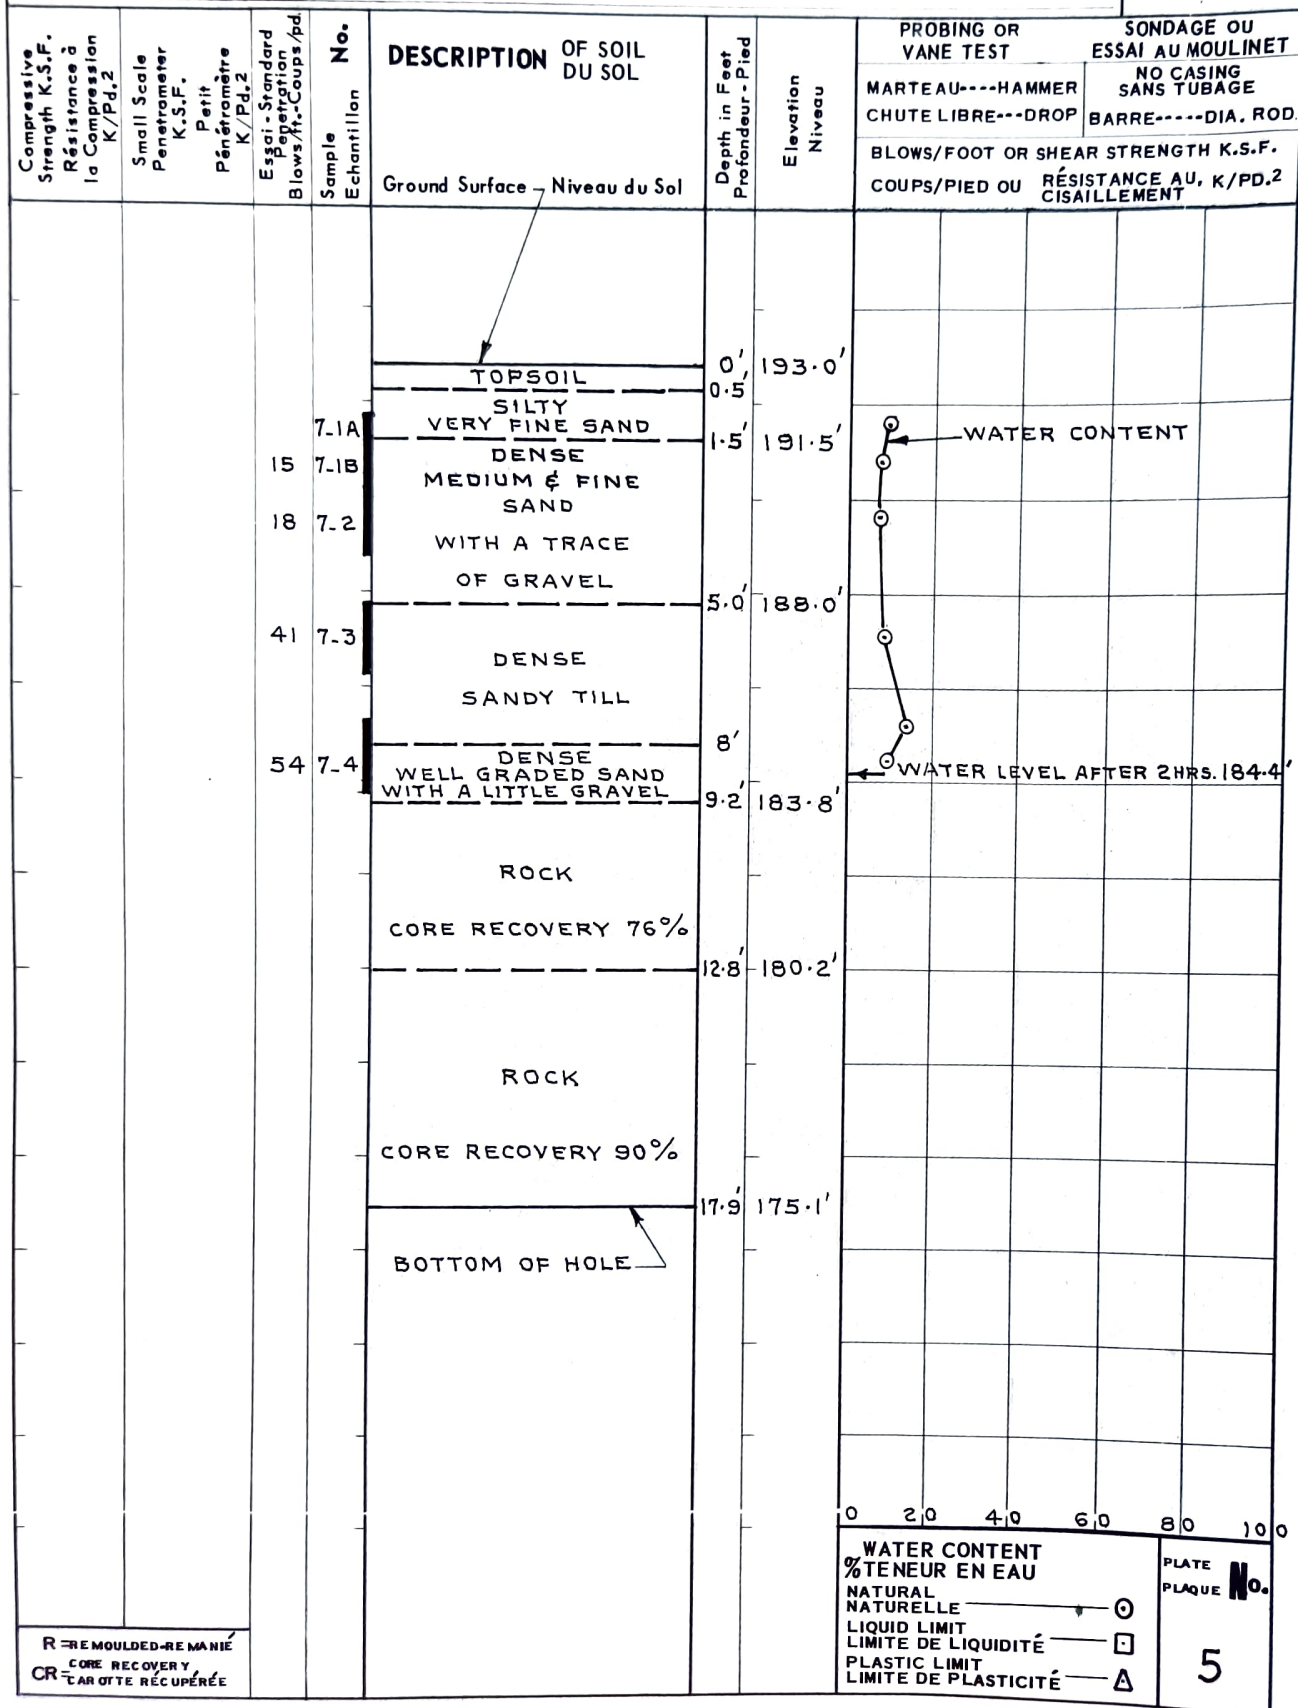 Compressive
Strength K.S.F.
Résistance à
la Compression
K/Pd.2
Small Scale
Penetrometer
K.S.F.
Petit
Pénétromètre
K/Pd.2
Essai-Standard
Penetration
Blows/ft.-Coups/pd.
Sample No.
Echantillon
DESCRIPTION OF SOIL
DU SOL
Ground Surface Niveau du Sol
Depth in Feet
Profondeur-Pied
Elevation
Niveau
PROBING OR
VANE TEST
SONDAGE OU
ESSAI AU MOULINET
MARTEAU----HAMMER
CHUTE LIBRE---DROP
NO CASING
SANS TUBAGE
BARRE-----DIA. ROD.
BLOWS/FOOT OR SHEAR STRENGTH K.S.F.
COUPS/PIED OU RÉSISTANCE AU, K/PD.2
CISAILLEMENT
0' 193.0'
TOPSOIL
0.5'
SILTY
7-1A VERY FINE SAND
1.5' 191.5'
WATER CONTENT
DENSE
15 7-1B
MEDIUM & FINE
SAND
18 7-2
WITH A TRACE
OF GRAVEL
5.0' 188.0'
41 7-3
DENSE
SANDY TILL
8'
DENSE
54 7-4 WELL GRADED SAND
WITH A LITTLE GRAVEL
WATER LEVEL AFTER 2HRS. 184.4'
9.2' 183.8'
ROCK
CORE RECOVERY 76%
12.8' 180.2'
ROCK
CORE RECOVERY 90%
17.9' 175.1'
BOTTOM OF HOLE
0 20 40 60 80 100
WATER CONTENT
% TENEUR EN EAU
NATURAL
NATURELLE
LIQUID LIMIT
LIMITE DE LIQUIDITÉ
PLASTIC LIMIT
LIMITE DE PLASTICITÉ
PLATE
PLAQUE No.
5
R = REMOULDED-REMANIÉ
CR = CORE RECOVERY
CAROTTE RÉCUPÉRÉE